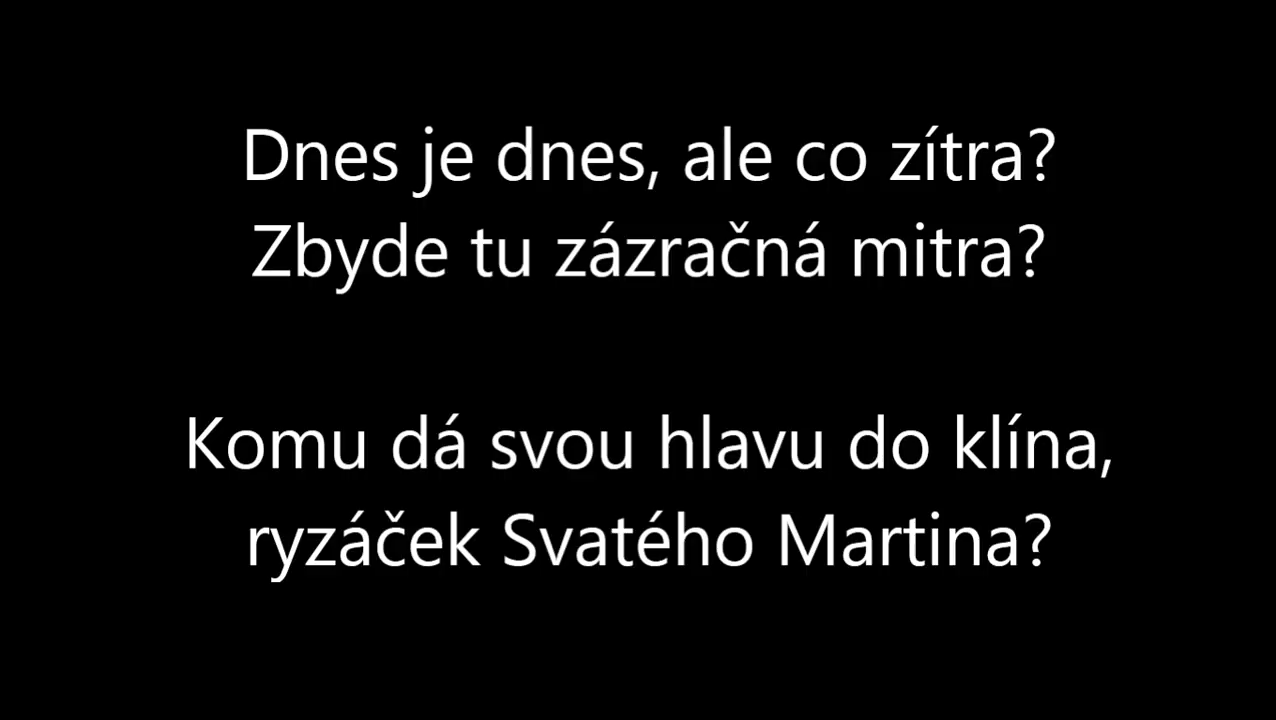 Dnes je dnes, ale co zítra?
Zbyde tu zázračná mitra?
Komu dá svou hlavu do klína,
ryzáček Svatého Martina?